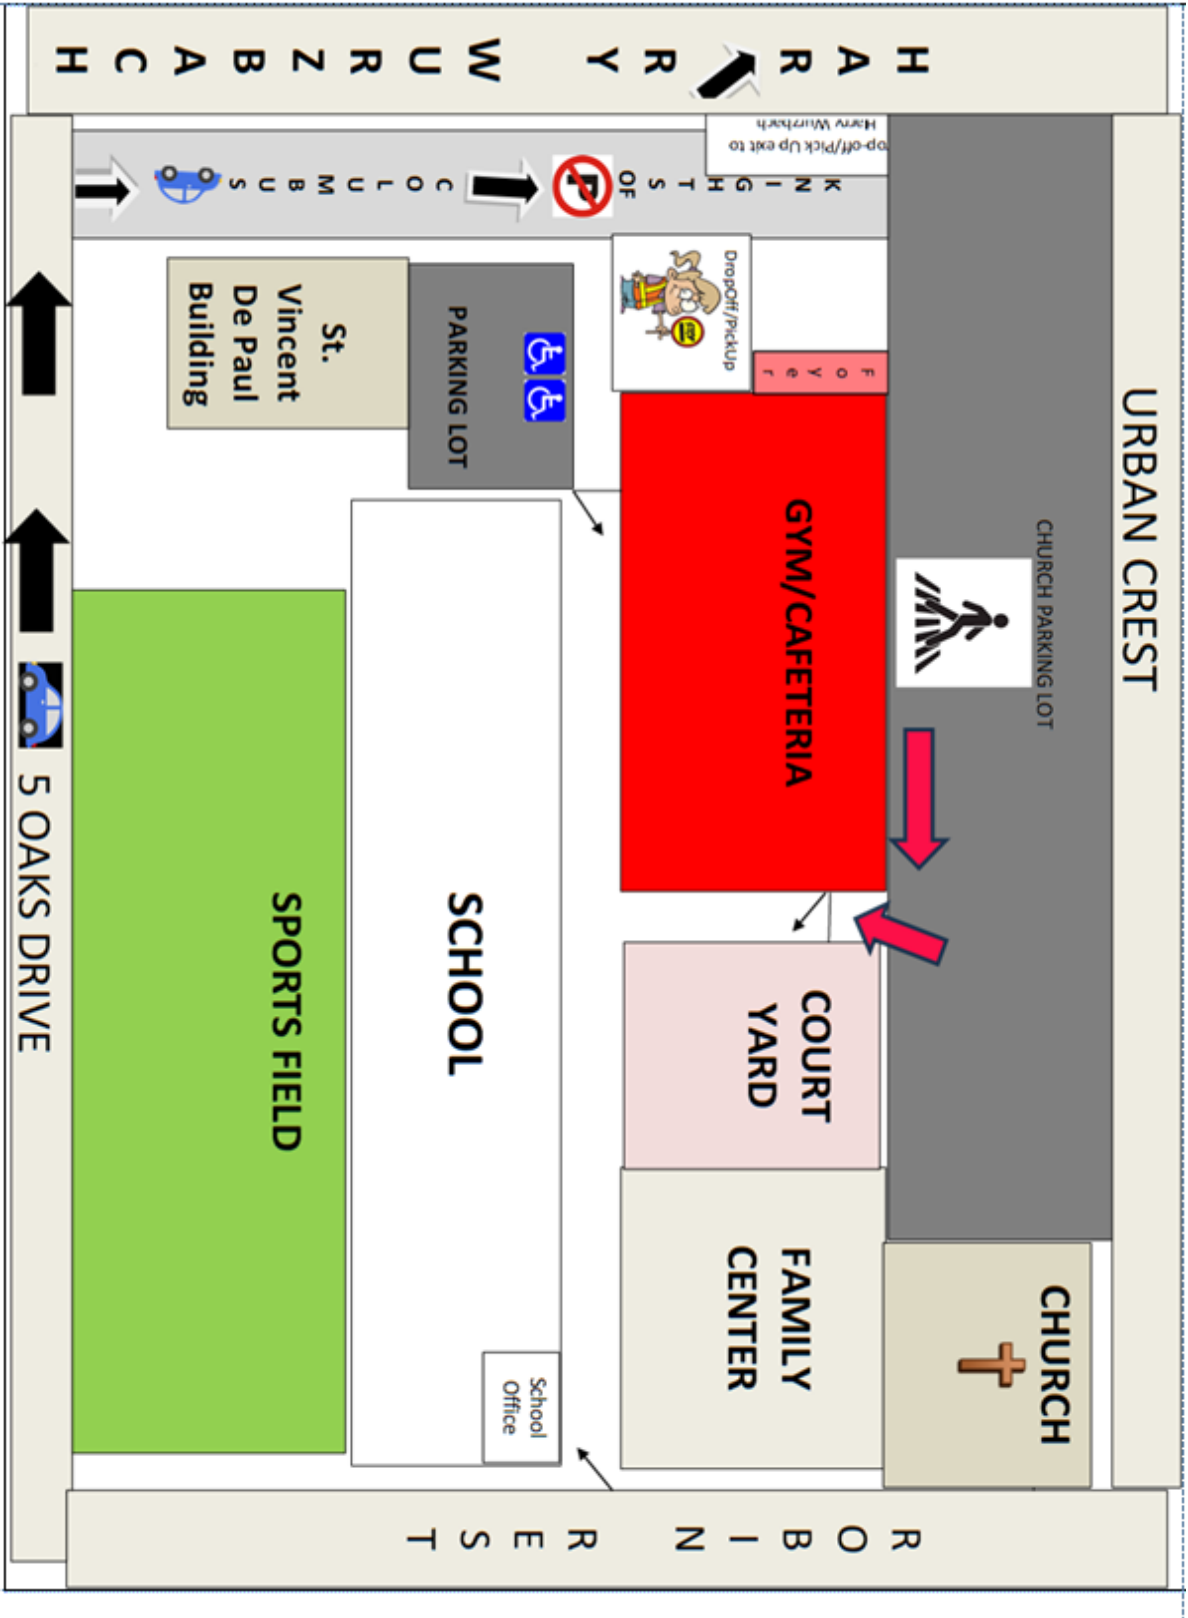 URBAN CREST
CHURCH PARKING LOT
HARRY WURZBACH
op-off/Pick Up exit to
Harry Wurzbach
KNIGHTS OF COLUMBUS
P
Foyer
DropOff/PickUp
STOP
GYM/CAFETERIA
COURT
YARD
FAMILY
CENTER
CHURCH
PARKING LOT
St.
Vincent
De Paul
Building
SCHOOL
School
Office
SPORTS FIELD
ROBIN REST
5 OAKS DRIVE